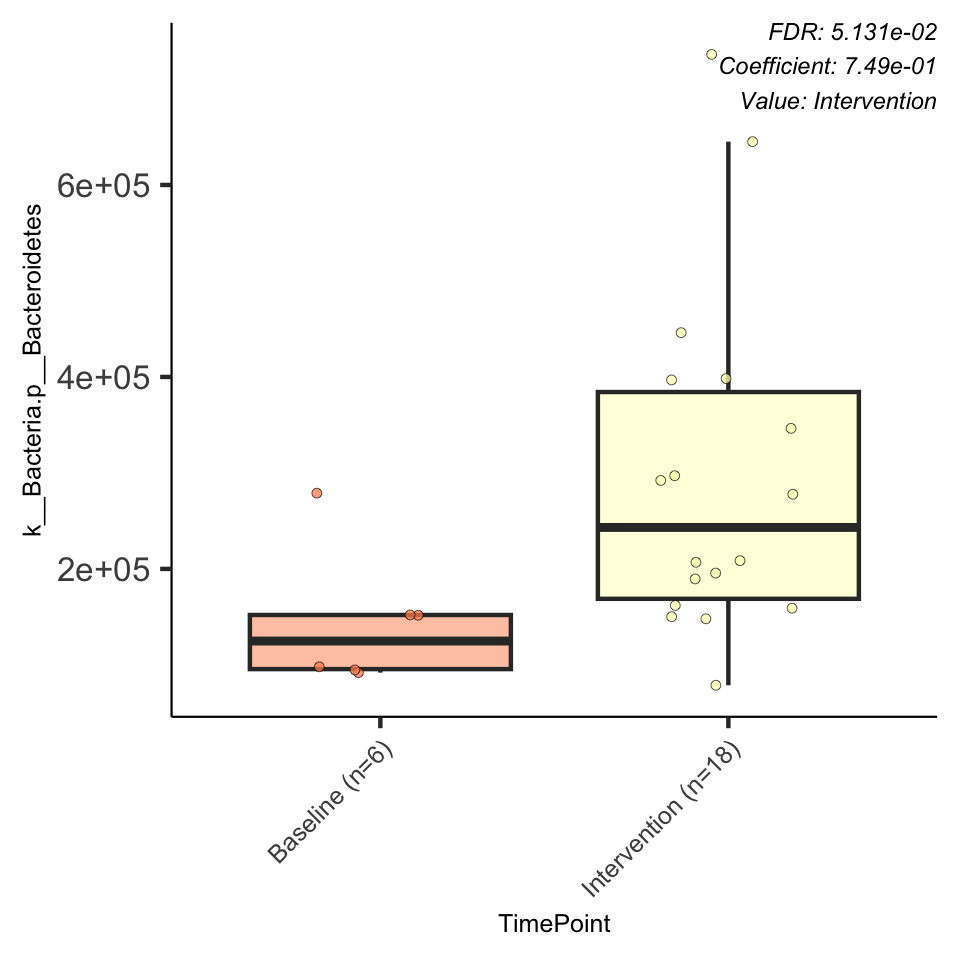 FDR: 5.131e-02
Coefficient: 7.49e-01
Value: Intervention
k__Bacteria.p__Bacteroidetes
6e+05
4e+05
2e+05
Baseline (n=6)
Intervention (n=18)
TimePoint